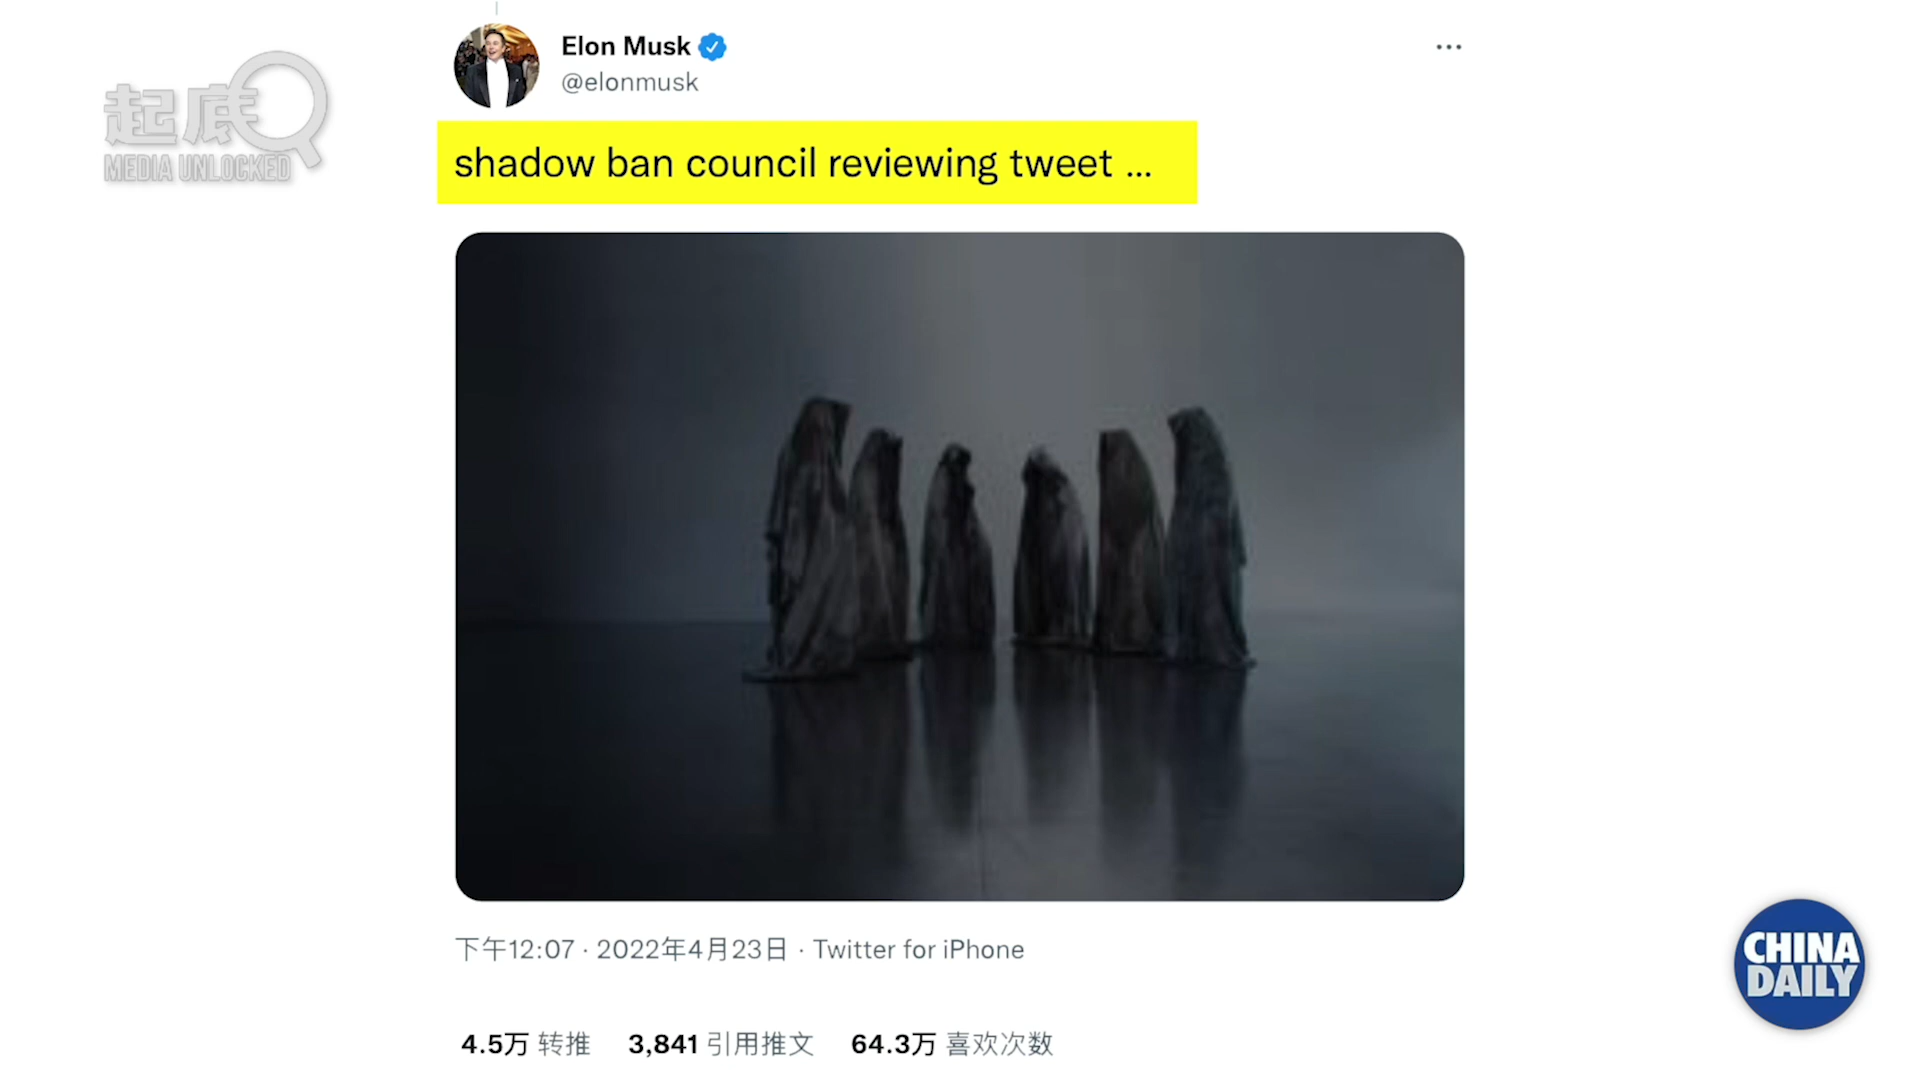 起底
MEDIA UNLOCKED
Elon Musk
@elonmusk
shadow ban council reviewing tweet ...
下午12:07 · 2022年4月23日 · Twitter for iPhone
4.5万 转推 3,841 引用推文 64.3万 喜欢次数
CHINA
DAILY